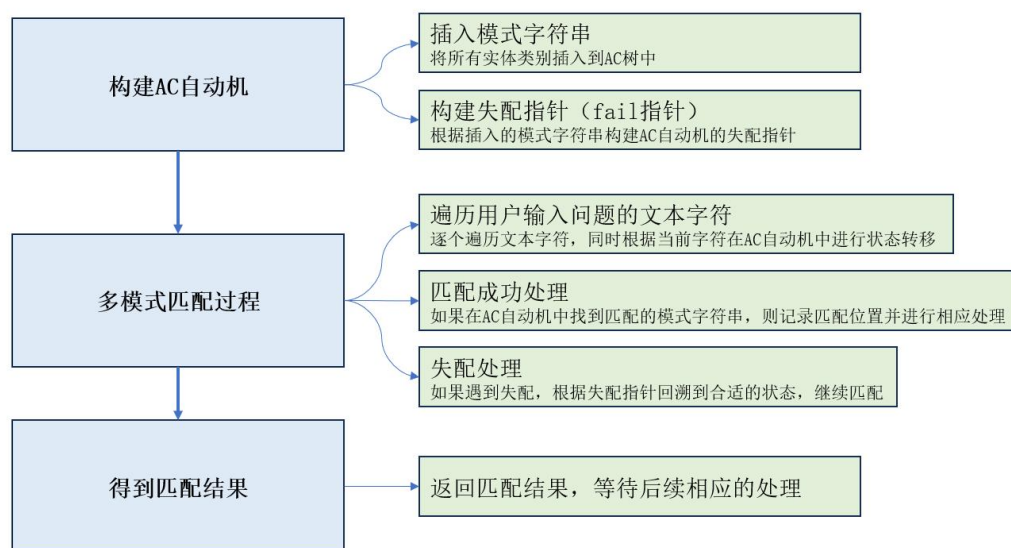 构建AC自动机
插入模式字符串
将所有实体类别插入到AC树中
构建失配指针（fail指针）
根据插入的模式字符串构建AC自动机的失配指针
多模式匹配过程
遍历用户输入问题的文本字符
逐个遍历文本字符，同时根据当前字符在AC自动机中进行状态转移
匹配成功处理
如果在AC自动机中找到匹配的模式字符串，则记录匹配位置并进行相应处理
失配处理
如果遇到失配，根据失配指针回溯到合适的状态，继续匹配
得到匹配结果
返回匹配结果，等待后续相应的处理